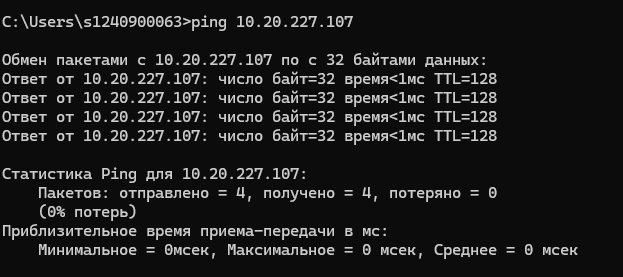 C:\Users\s1240900063>ping 10.20.227.107
Обмен пакетами с 10.20.227.107 по с 32 байтами данных:
Ответ от 10.20.227.107: число байт=32 время<1мс TTL=128
Ответ от 10.20.227.107: число байт=32 время<1мс TTL=128
Ответ от 10.20.227.107: число байт=32 время<1мс TTL=128
Ответ от 10.20.227.107: число байт=32 время<1мс TTL=128
Статистика Ping для 10.20.227.107:
Пакетов: отправлено = 4, получено = 4, потеряно = 0
(0% потерь)
Приблизительное время приема-передачи в мс:
Минимальное = 0мсек, Максимальное = 0 мсек, Среднее = 0 мсек